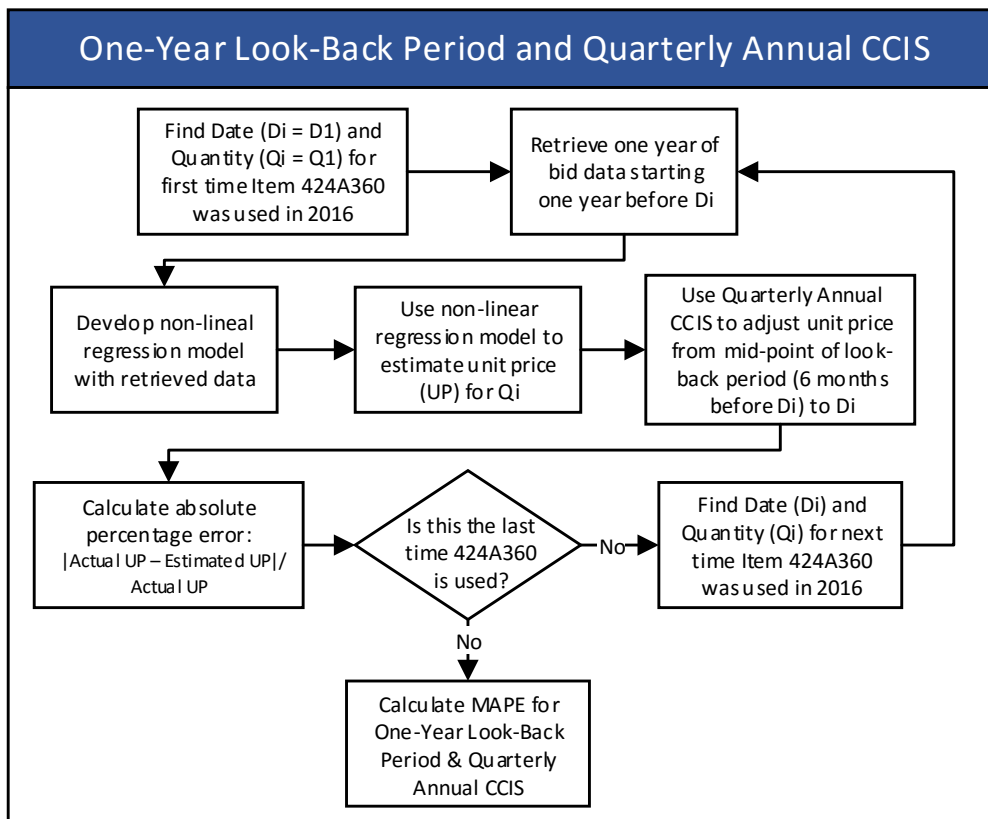 One-Year Look-Back Period and Quarterly Annual CCIS
Find Date (Di = D1) and
Quantity (Qi = Q1) for
first time Item 424A360
was used in 2016
Retrieve one year of
bid data starting
one year before Di
Develop non-lineal
regression model
with retrieved data
Use non-linear
regression model to
estimate unit price
(UP) for Qi
Use Quarterly Annual
CCIS to adjust unit price
from mid-point of look-
back period (6 months
before Di) to Di
Calculate absolute
percentage error:
|Actual UP – Estimated UP|/
Actual UP
Is this the last
time 424A360
is used?
No
Find Date (Di) and
Quantity (Qi) for next
time Item 424A360
was used in 2016
No
Calculate MAPE for
One-Year Look-Back
Period & Quarterly
Annual CCIS